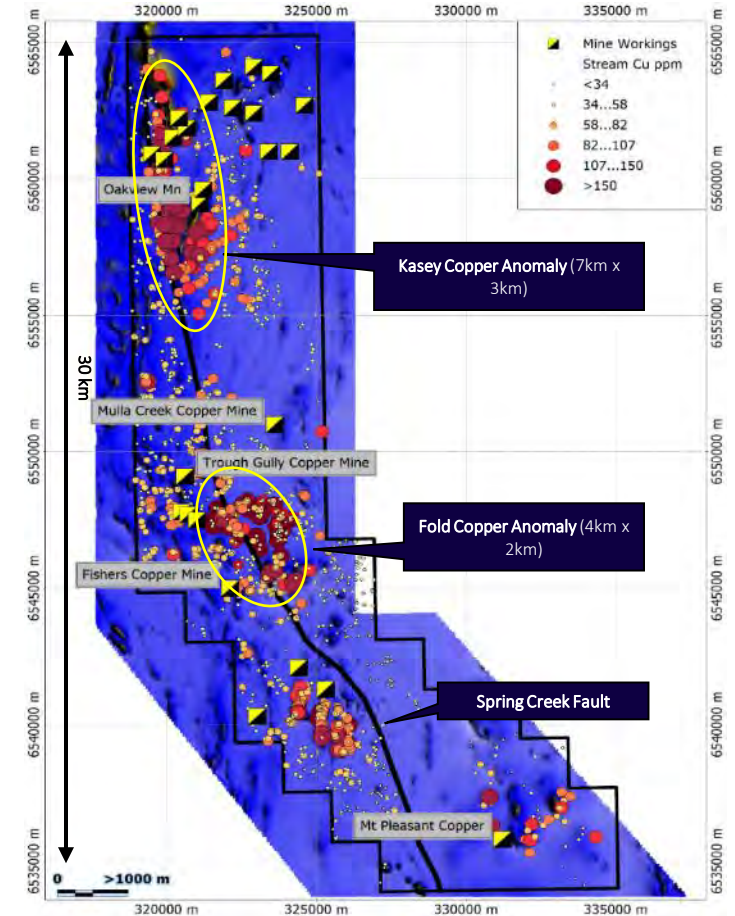 320000 m
325000 m
330000 m
335000 m
6565000 m
6565000 m
Mine Workings
Stream Cu ppm
<34
34...58
58...82
82...107
107...150
>150
6560000 m
6560000 m
Oakview Mn
Kasey Copper Anomaly (7km x
3km)
6555000 m
6555000 m
30 km
Mulla Creek Copper Mine
6550000 m
6550000 m
Trough Gully Copper Mine
Fold Copper Anomaly (4km x
2km)
Fishers Copper Mine
6545000 m
6545000 m
Spring Creek Fault
6540000 m
6540000 m
Mt Pleasant Copper
6535000 m
6535000 m
0
>1000 m
320000 m
325000 m
330000 m
335000 m